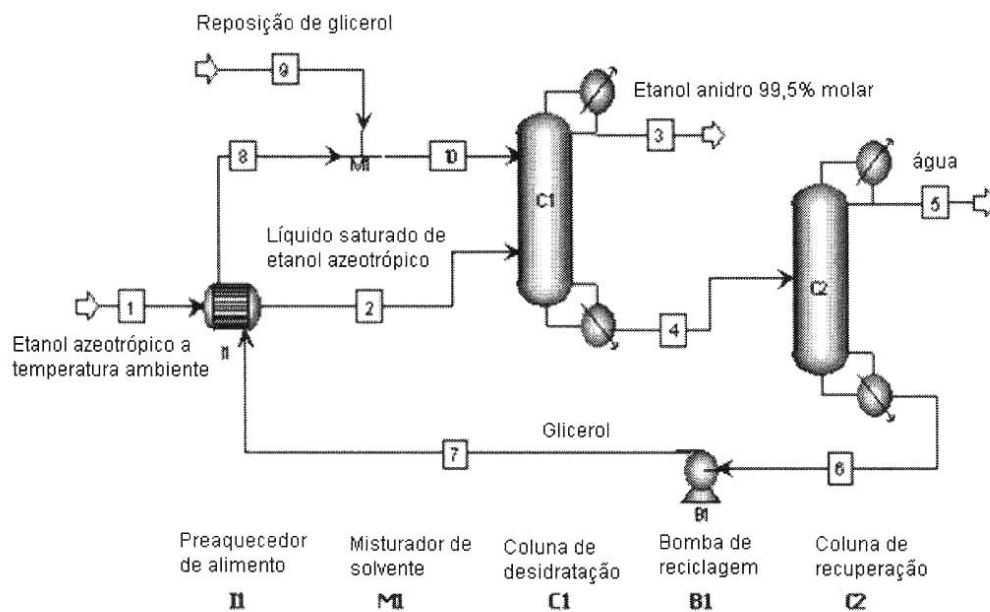 Reposição de glicerol
9
Etanol anidro 99,5% molar
3
8
M1
10
C1
água
5
Líquido saturado de
etanol azeotrópico
C2
1
2
4
I1
Etanol azeotrópico a
temperatura ambiente
Glicerol
7
6
B1
Preaquecedor
de alimento
I1
Misturador de
solvente
M1
Coluna de
desidratação
C1
Bomba de
reciclagem
B1
Coluna de
recuperação
C2